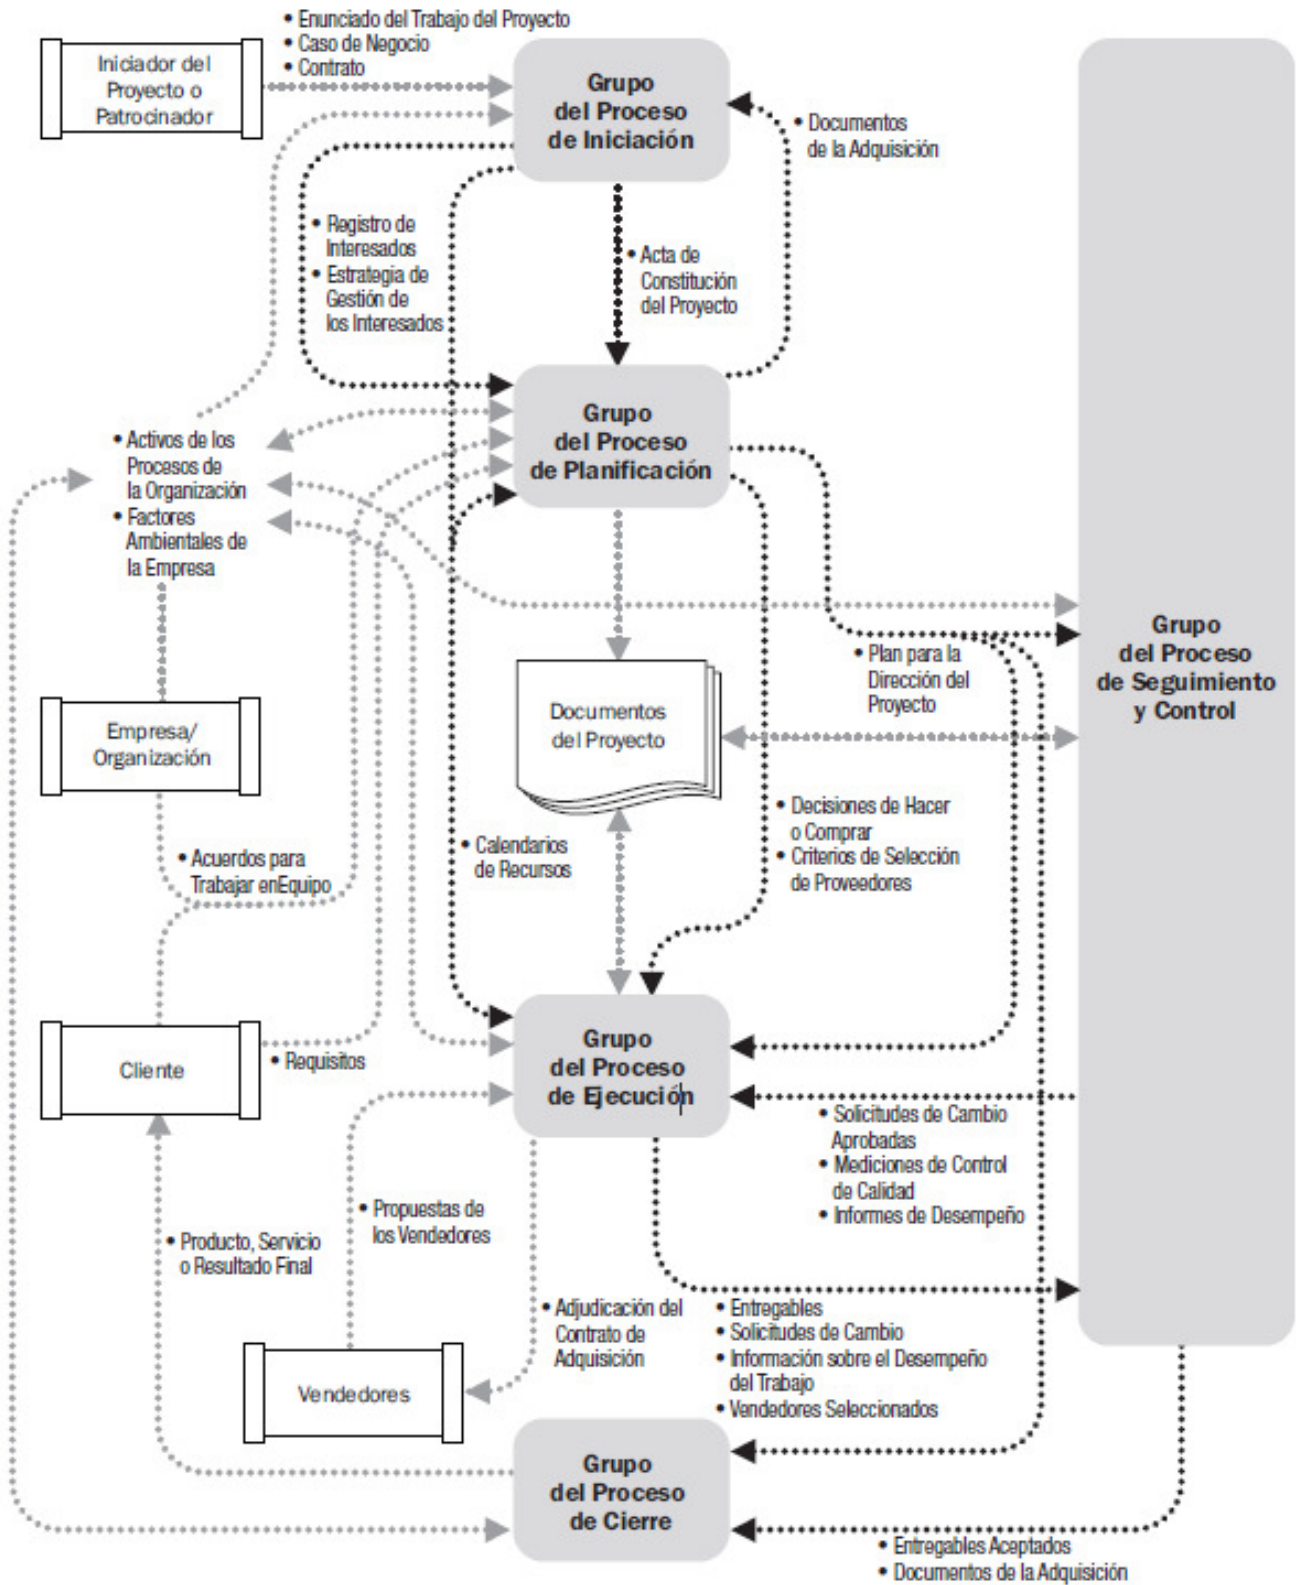 • Enunciado del Trabajo del Proyecto
• Caso de Negocio
• Contrato
Iniciador del
Proyecto o
Patrocinador
Grupo
del Proceso
de Iniciación
• Documentos
de la Adquisición
• Registro de
Interesados
• Estrategia de
Gestión de
los Interesados
• Acta de
Constitución
del Proyecto
Grupo
del Proceso
de Planificación
• Activos de los
Procesos de
la Organización
• Factores
Ambientales de
la Empresa
Grupo
del Proceso
de Seguimiento
y Control
• Plan para la
Dirección del
Proyecto
Empresa/
Organización
Documentos
del Proyecto
• Decisiones de Hacer
o Comprar
• Criterios de Selección
de Proveedores
• Calendarios
de Recursos
• Acuerdos para
Trabajar enEquipo
Cliente
• Requisitos
Grupo
del Proceso
de Ejecución
• Solicitudes de Cambio
Aprobadas
• Mediciones de Control
de Calidad
• Informes de Desempeño
• Propuestas de
los Vendedores
• Producto, Servicio
o Resultado Final
• Adjudicación del
Contrato de
Adquisición
• Entregables
• Solicitudes de Cambio
• Información sobre el Desempeño
del Trabajo
• Vendedores Seleccionados
Vendedores
Grupo
del Proceso
de Cierre
• Entregables Aceptados
• Documentos de la Adquisición